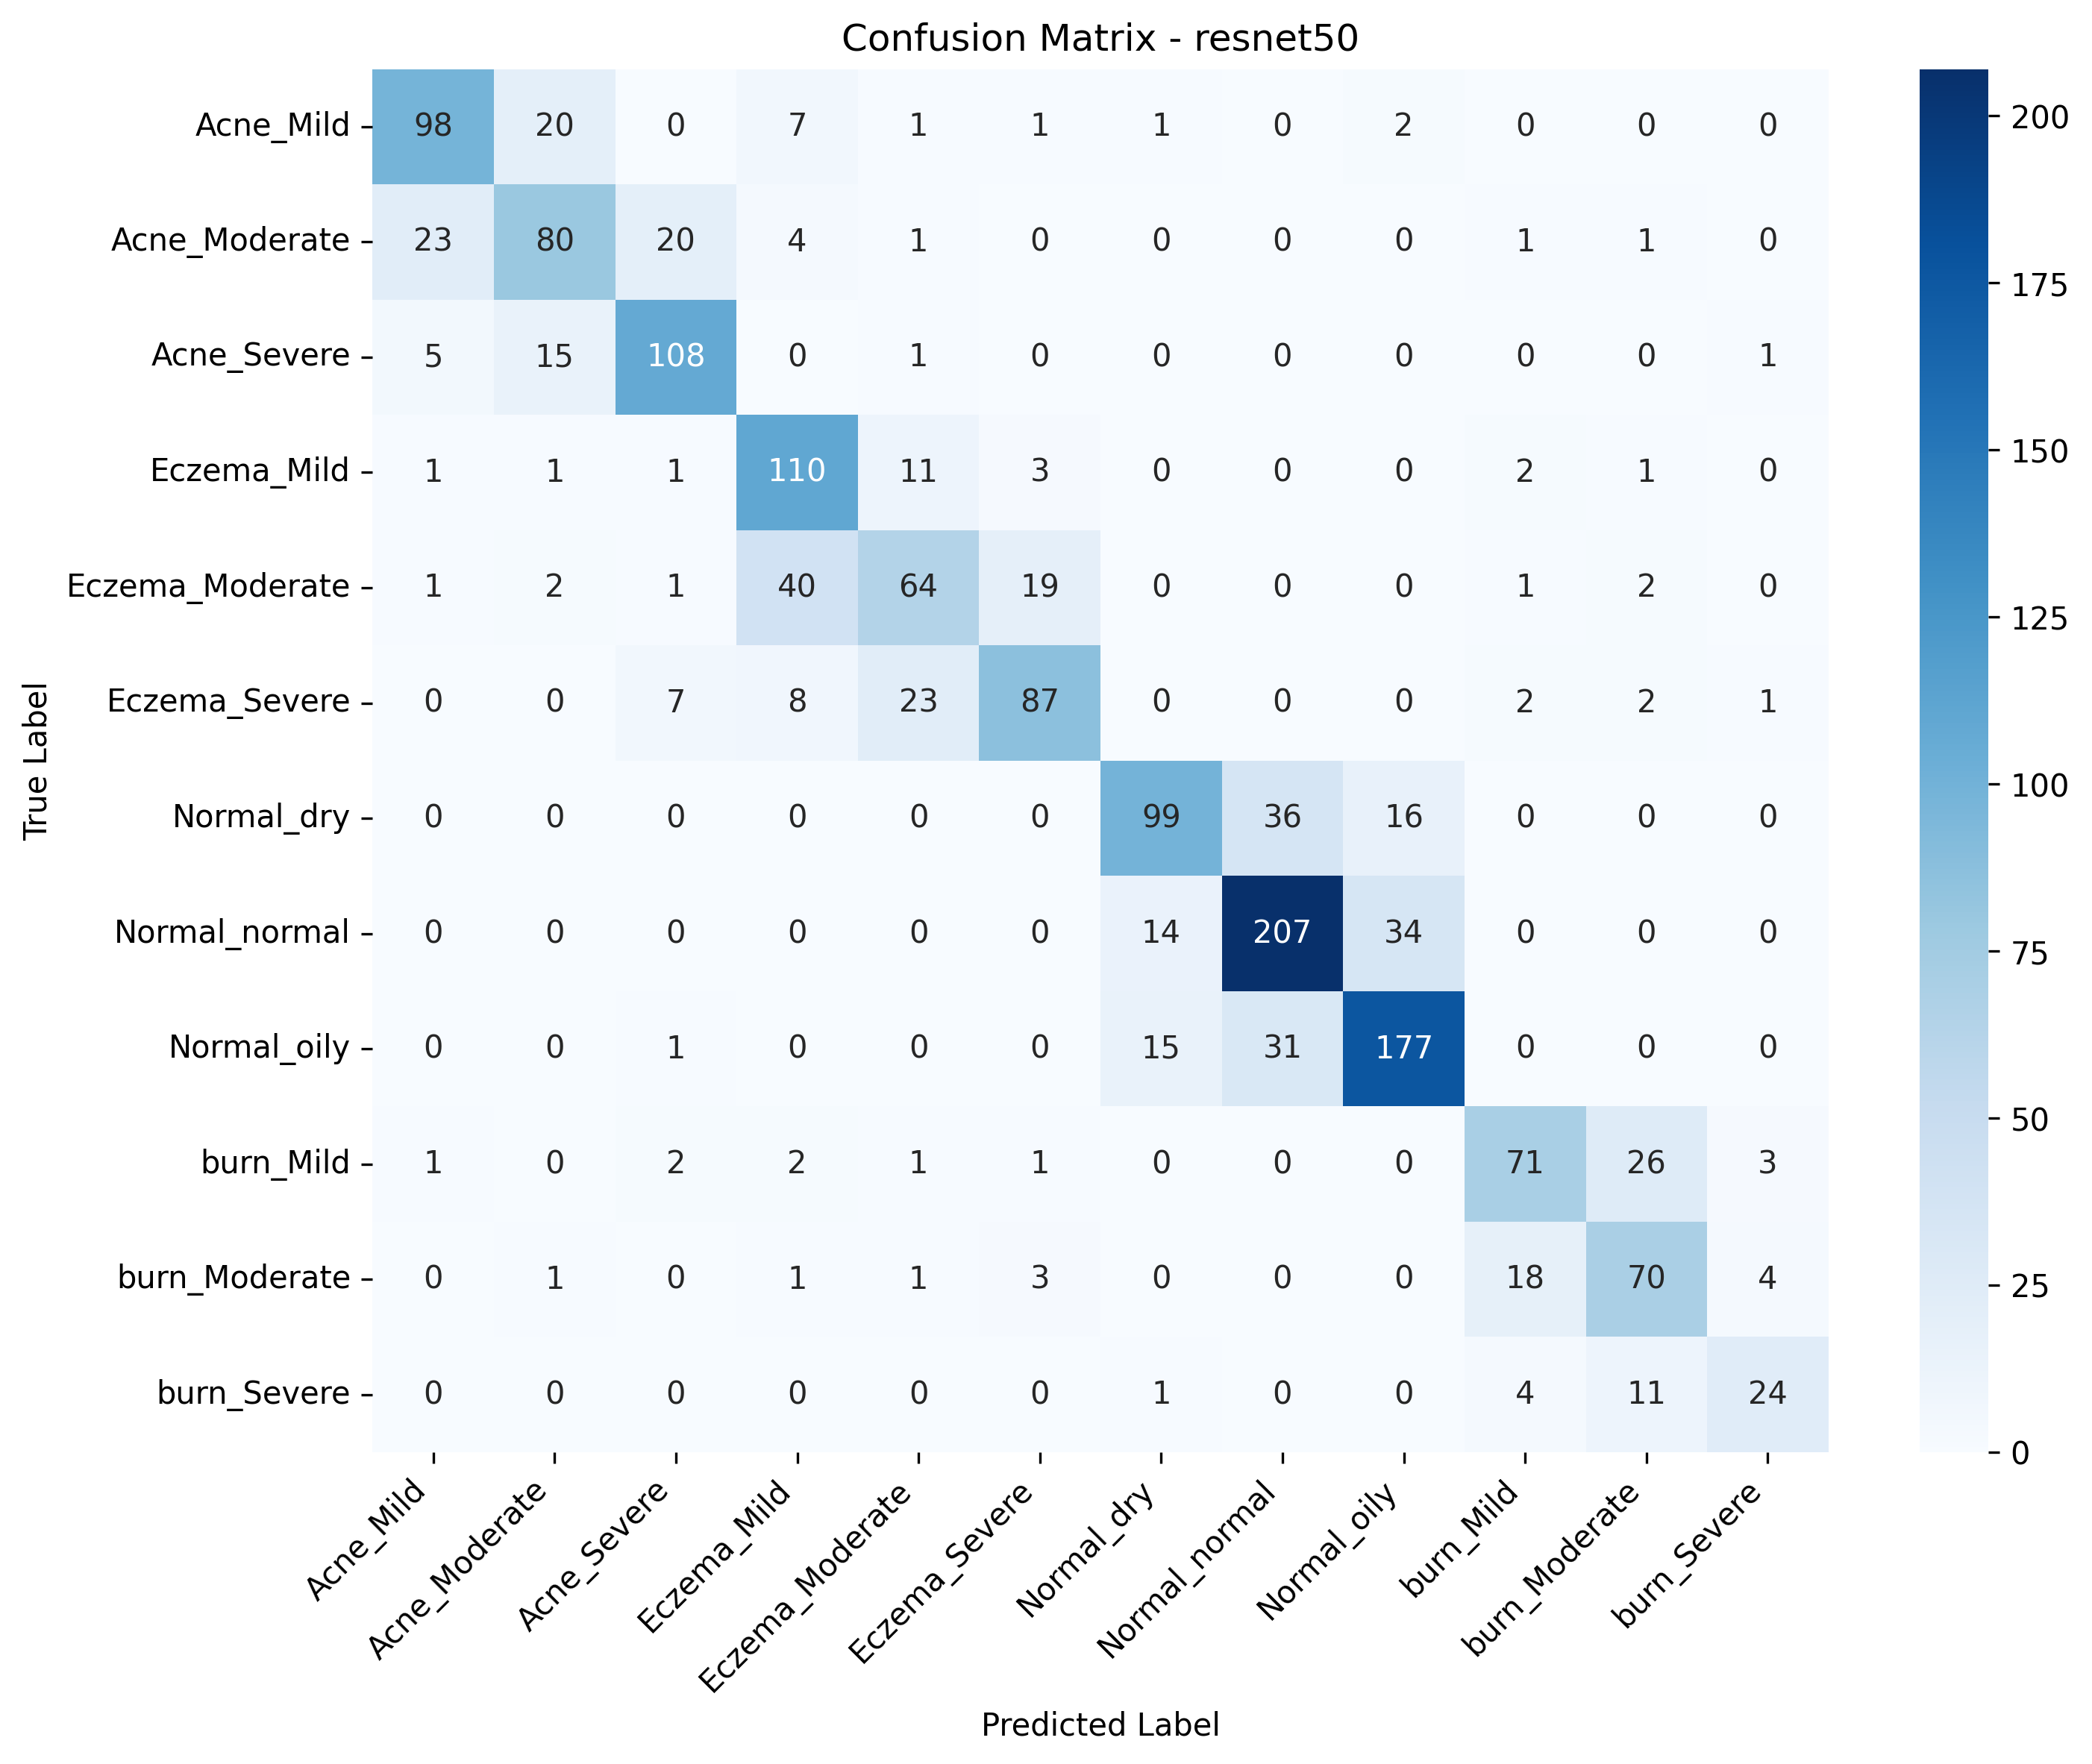 Confusion Matrix - resnet50
True Label
Acne_Mild 98 20 0 7 1 1 1 0 2 0 0 0
Acne_Moderate 23 80 20 4 1 0 0 0 0 1 1 0
Acne_Severe 5 15 108 0 1 0 0 0 0 0 0 1
Eczema_Mild 1 1 1 110 11 3 0 0 0 2 1 0
Eczema_Moderate 1 2 1 40 64 19 0 0 0 1 2 0
Eczema_Severe 0 0 7 8 23 87 0 0 0 2 2 1
Normal_dry 0 0 0 0 0 0 99 36 16 0 0 0
Normal_normal 0 0 0 0 0 0 14 207 34 0 0 0
Normal_oily 0 0 1 0 0 0 15 31 177 0 0 0
burn_Mild 1 0 2 2 1 1 0 0 0 71 26 3
burn_Moderate 0 1 0 1 1 3 0 0 0 18 70 4
burn_Severe 0 0 0 0 0 0 1 0 0 4 11 24
Acne_Mild
Acne_Moderate
Acne_Severe
Eczema_Mild
Eczema_Moderate
Eczema_Severe
Normal_dry
Normal_normal
Normal_oily
burn_Mild
burn_Moderate
burn_Severe
Predicted Label
200
175
150
125
100
75
50
25
0